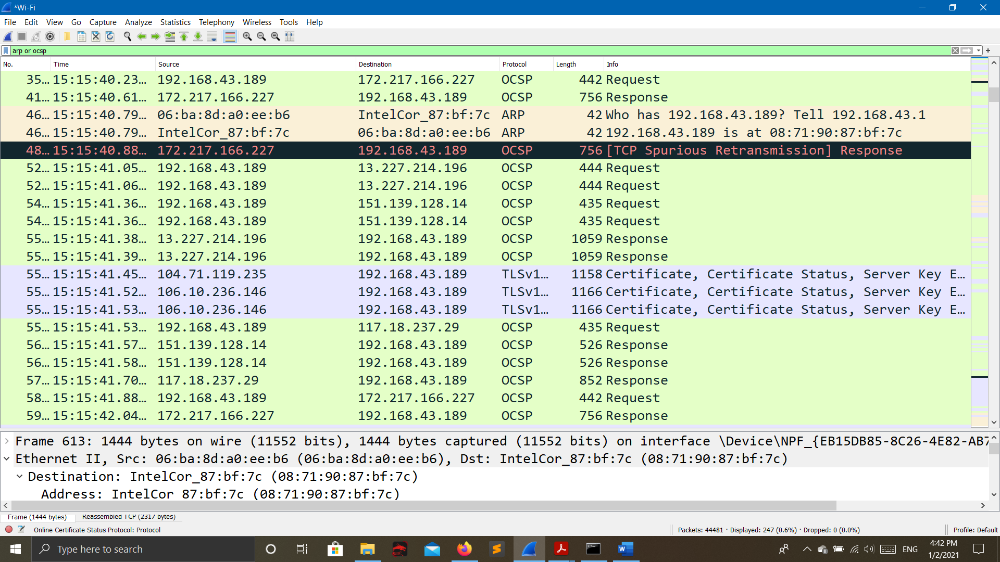 *Wi-Fi
File Edit View Go Capture Analyze Statistics Telephony Wireless Tools Help
arp or ocsp
No. Time Source Destination Protocol Length Info
35… 15:15:40.23… 192.168.43.189 172.217.166.227 OCSP 442 Request
41… 15:15:40.61… 172.217.166.227 192.168.43.189 OCSP 756 Response
46… 15:15:40.79… 06:ba:8d:a0:ee:b6 IntelCor_87:bf:7c ARP 42 Who has 192.168.43.189? Tell 192.168.43.1
46… 15:15:40.79… IntelCor_87:bf:7c 06:ba:8d:a0:ee:b6 ARP 42 192.168.43.189 is at 08:71:90:87:bf:7c
48… 15:15:40.88… 172.217.166.227 192.168.43.189 OCSP 756 [TCP Spurious Retransmission] Response
52… 15:15:41.05… 192.168.43.189 13.227.214.196 OCSP 444 Request
52… 15:15:41.06… 192.168.43.189 13.227.214.196 OCSP 444 Request
54… 15:15:41.36… 192.168.43.189 151.139.128.14 OCSP 435 Request
54… 15:15:41.36… 192.168.43.189 151.139.128.14 OCSP 435 Request
55… 15:15:41.38… 13.227.214.196 192.168.43.189 OCSP 1059 Response
55… 15:15:41.39… 13.227.214.196 192.168.43.189 OCSP 1059 Response
55… 15:15:41.45… 104.71.119.235 192.168.43.189 TLSv1… 1158 Certificate, Certificate Status, Server Key E…
55… 15:15:41.52… 106.10.236.146 192.168.43.189 TLSv1… 1166 Certificate, Certificate Status, Server Key E…
55… 15:15:41.53… 106.10.236.146 192.168.43.189 TLSv1… 1166 Certificate, Certificate Status, Server Key E…
55… 15:15:41.53… 192.168.43.189 117.18.237.29 OCSP 435 Request
56… 15:15:41.57… 151.139.128.14 192.168.43.189 OCSP 526 Response
56… 15:15:41.58… 151.139.128.14 192.168.43.189 OCSP 526 Response
57… 15:15:41.70… 117.18.237.29 192.168.43.189 OCSP 852 Response
58… 15:15:41.88… 192.168.43.189 172.217.166.227 OCSP 442 Request
59… 15:15:42.04… 172.217.166.227 192.168.43.189 OCSP 756 Response
Frame 613: 1444 bytes on wire (11552 bits), 1444 bytes captured (11552 bits) on interface \Device\NPF_{EB15DB85-8C26-4E82-AB7
Ethernet II, Src: 06:ba:8d:a0:ee:b6 (06:ba:8d:a0:ee:b6), Dst: IntelCor_87:bf:7c (08:71:90:87:bf:7c)
Destination: IntelCor_87:bf:7c (08:71:90:87:bf:7c)
Address: IntelCor_87:bf:7c (08:71:90:87:bf:7c)
Frame (1444 bytes) Reassembled TCP (2317 bytes)
Online Certificate Status Protocol: Protocol Packets: 44481 · Displayed: 247 (0.6%) · Dropped: 0 (0.0%) Profile: Default
Type here to search ENG 4:42 PM
1/2/2021